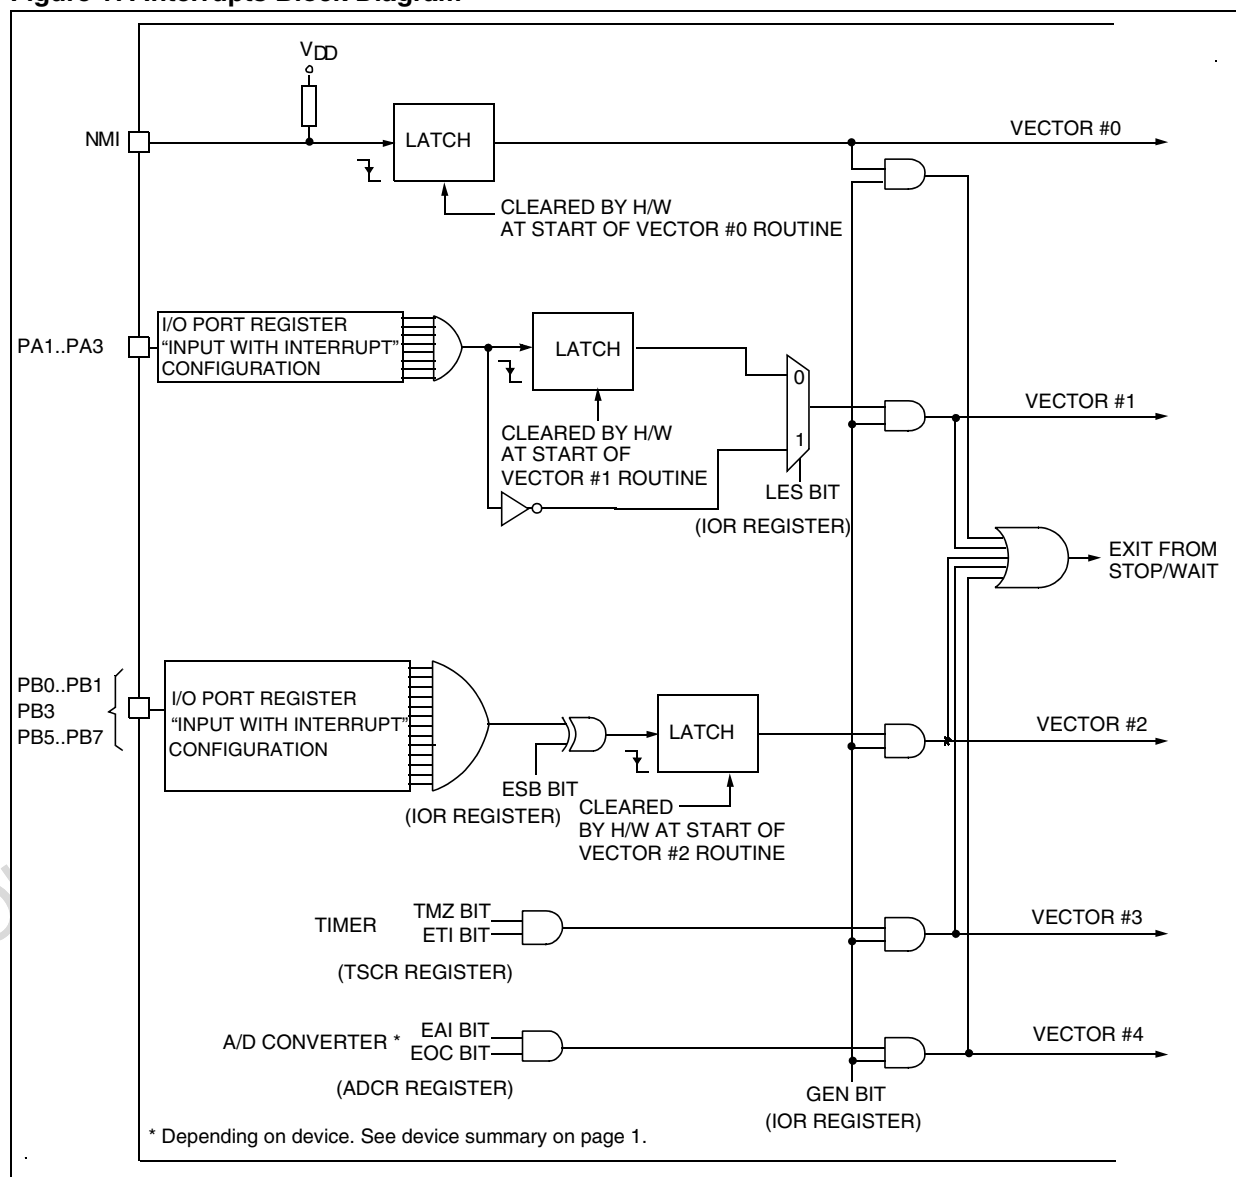 VDD
NMI
LATCH
VECTOR #0
CLEARED BY H/W
AT START OF VECTOR #0 ROUTINE
PA1..PA3
I/O PORT REGISTER
“INPUT WITH INTERRUPT”
CONFIGURATION
LATCH
0
1
VECTOR #1
CLEARED BY H/W
AT START OF
VECTOR #1 ROUTINE
LES BIT
(IOR REGISTER)
EXIT FROM
STOP/WAIT
PB0..PB1
PB3
PB5..PB7
I/O PORT REGISTER
“INPUT WITH INTERRUPT”
CONFIGURATION
LATCH
VECTOR #2
ESB BIT
(IOR REGISTER)
CLEARED
BY H/W AT START OF
VECTOR #2 ROUTINE
TIMER
TMZ BIT
ETI BIT
(TSCR REGISTER)
VECTOR #3
A/D CONVERTER *
EAI BIT
EOC BIT
(ADCR REGISTER)
VECTOR #4
GEN BIT
(IOR REGISTER)
* Depending on device. See device summary on page 1.